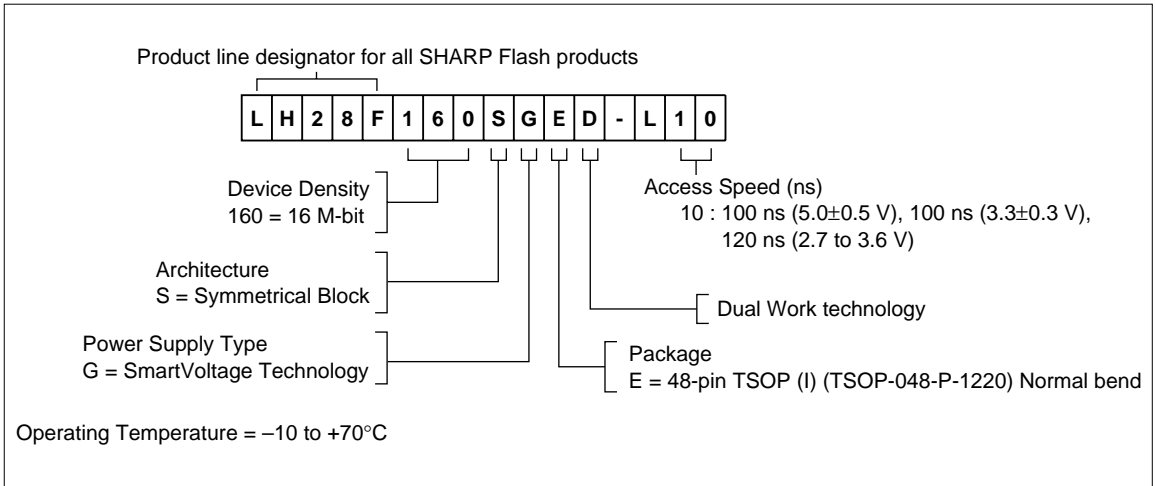 Product line designator for all SHARP Flash products
L H 2 8 F 1 6 0 S G E D - L 1 0
Device Density
160 = 16 M-bit
Access Speed (ns)
10 : 100 ns (5.0±0.5 V), 100 ns (3.3±0.3 V),
120 ns (2.7 to 3.6 V)
Architecture
S = Symmetrical Block
Dual Work technology
Power Supply Type
G = SmartVoltage Technology
Package
E = 48-pin TSOP (I) (TSOP-048-P-1220) Normal bend
Operating Temperature = –10 to +70°C